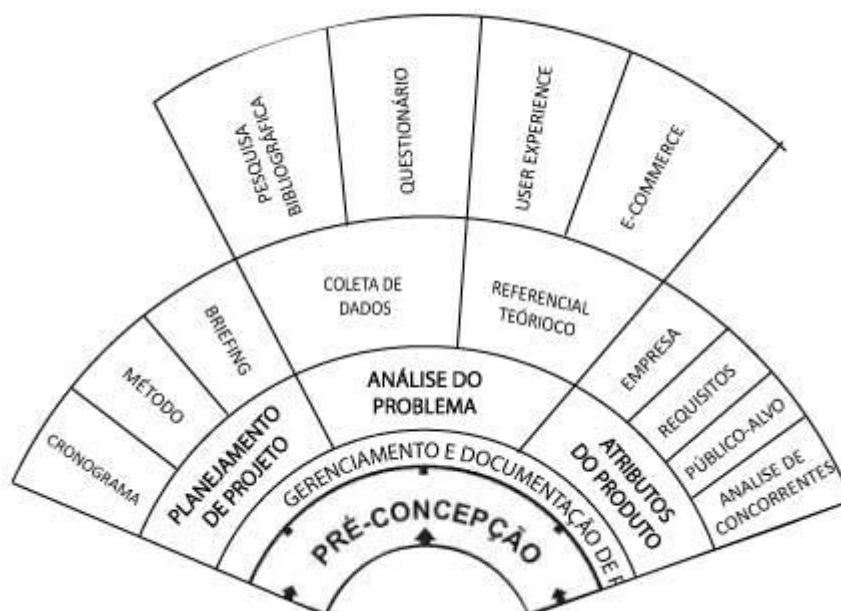 PESQUISA
BIBLIOGRÁFICA
QUESTIONÁRIO
USER EXPERIENCE
E-COMMERCE
COLETA DE
DADOS
REFERENCIAL
TEÓRIOCO
CRONOGRAMA
MÉTODO
BRIEFING
EMPRESA
REQUISITOS
PÚBLICO-ALVO
ANALISE DE
CONCORRENTES
PLANEJAMENTO
DE PROJETO
ANÁLISE DO
PROBLEMA
ATRIBUTOS
DO PRODUTO
GERENCIAMENTO E DOCUMENTAÇÃO DE
PRÉ-CONCEPÇÃO